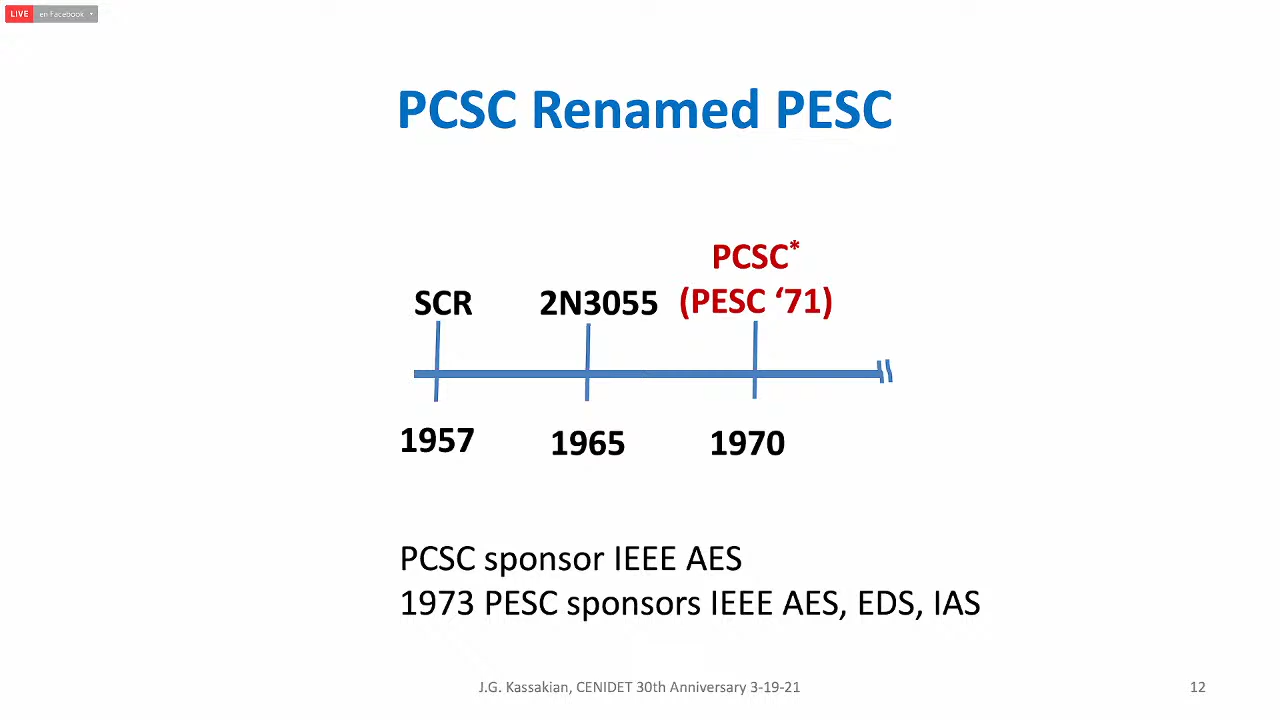 LIVE en Facebook
PCSC Renamed PESC
PCSC*
SCR 2N3055 (PESC ‘71)
1957 1965 1970
PCSC sponsor IEEE AES
1973 PESC sponsors IEEE AES, EDS, IAS
J.G. Kassakian, CENIDET 30th Anniversary 3-19-21 12